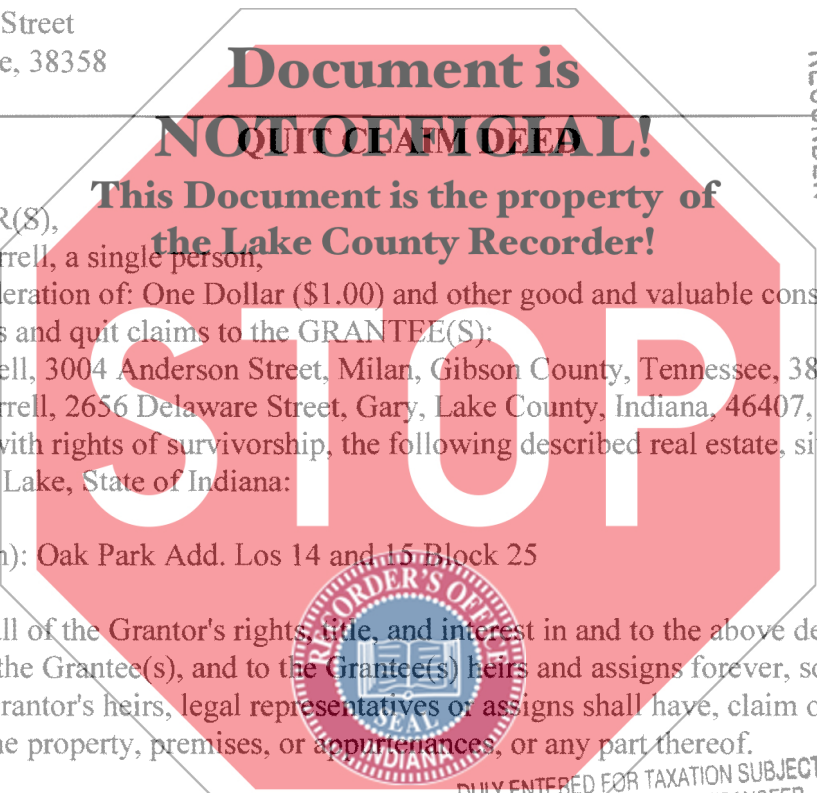 Street
e, 38358
Document is
NOT OFFICIAL!
QUIT CLAIM DEED
This Document is the property of
the Lake County Recorder!
R(S),
rrell, a single person,
leration of: One Dollar ($1.00) and other good and valuable cons
s and quit claims to the GRANTEE(S):
ell, 3004 Anderson Street, Milan, Gibson County, Tennessee, 38
rrell, 2656 Delaware Street, Gary, Lake County, Indiana, 46407,
with rights of survivorship, the following described real estate, si
Lake, State of Indiana:
STOP
n): Oak Park Add. Los 14 and 15 Block 25
RECORDER'S OFFICE
SEAL
INDIANA
ll of the Grantor's rights, title, and interest in and to the above de
the Grantee(s), and to the Grantee(s) heirs and assigns forever, so
rantor's heirs, legal representatives or assigns shall have, claim o
ne property, premises, or appurtenances, or any part thereof.
DULY ENTERED FOR TAXATION SUBJECT